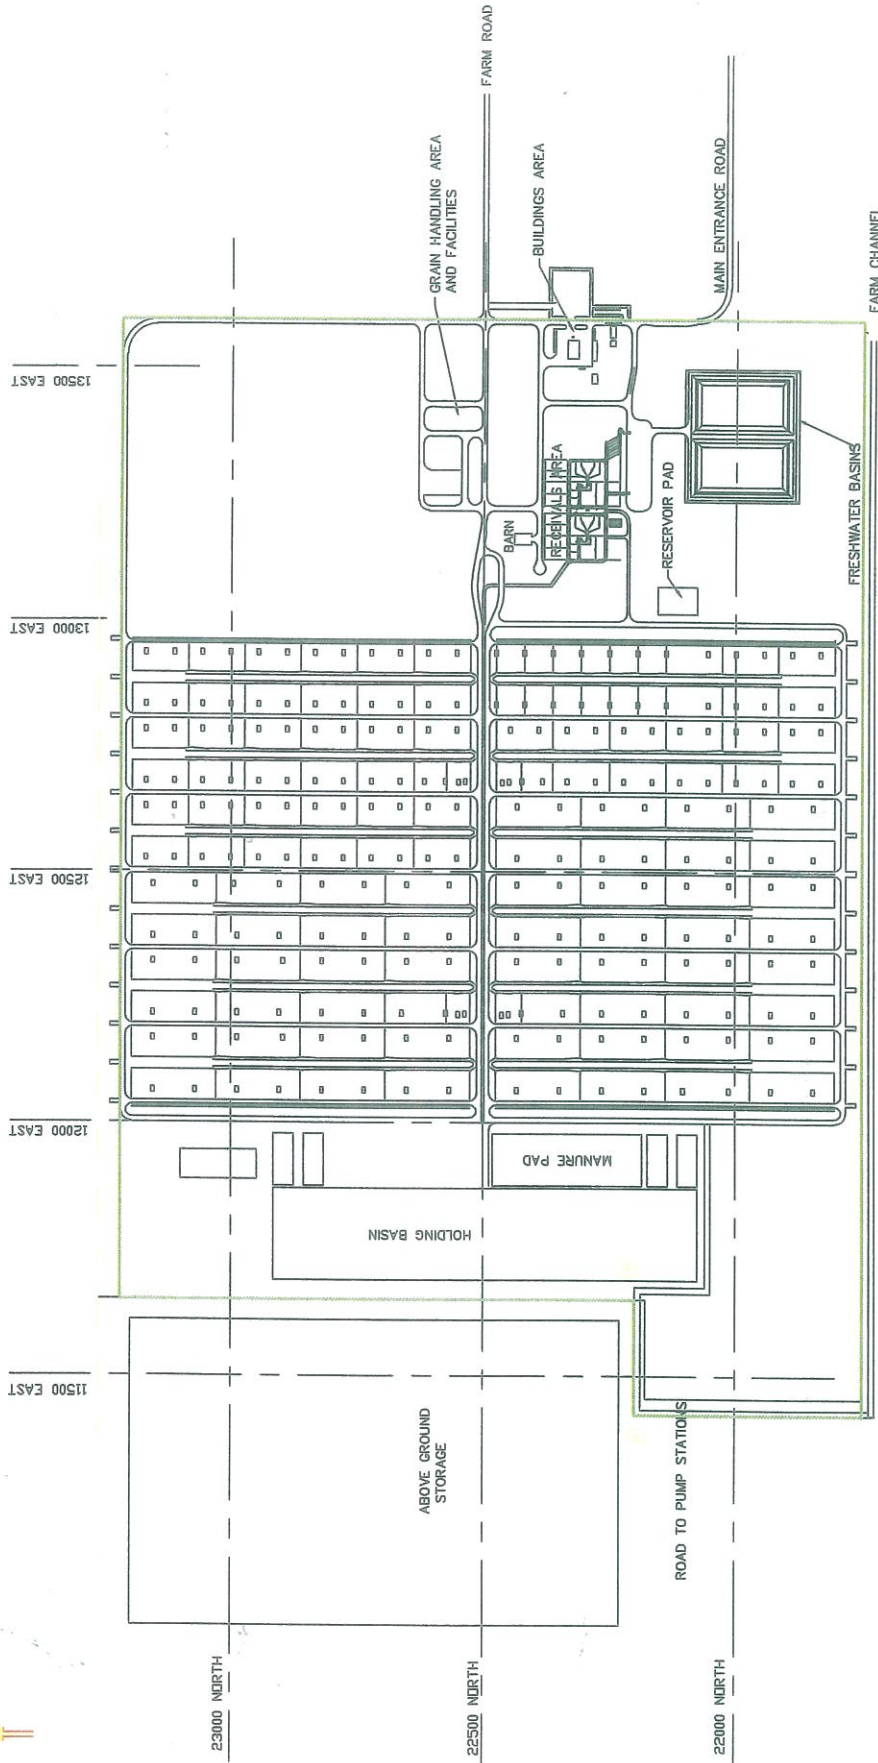 FARM ROAD
GRAIN HANDLING AREA
AND FACILITIES
BUILDINGS AREA
MAIN ENTRANCE ROAD
FARM CHANNEL
13500 EAST
BARN
RECEIVALS AREA
RESERVOIR PAD
FRESHWATER BASINS
13000 EAST
12500 EAST
12000 EAST
MANURE PAD
HOLDING BASIN
11500 EAST
ABOVE GROUND
STORAGE
ROAD TO PUMP STATIONS
23000 NORTH
22500 NORTH
22000 NORTH